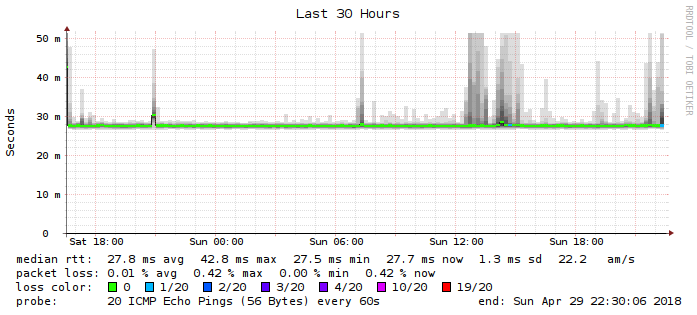 Last 30 Hours
RRDTOOL / TOBI OETIKER
Seconds
50 m
40 m
30 m
20 m
10 m
0
Sat 18:00 Sun 00:00 Sun 06:00 Sun 12:00 Sun 18:00
median rtt: 27.8 ms avg 42.8 ms max 27.5 ms min 27.7 ms now 1.3 ms sd 22.2 am/s
packet loss: 0.01 % avg 0.42 % max 0.00 % min 0.42 % now
loss color: 0 1/20 2/20 3/20 4/20 10/20 19/20
probe: 20 ICMP Echo Pings (56 Bytes) every 60s end: Sun Apr 29 22:30:06 2018